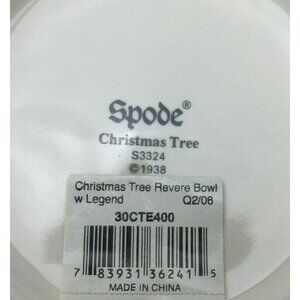 Spode®
Christmas Tree
S3324
©1938
Christmas Tree Revere Bowl
w Legend Q2/06
30CTE400
7 83931 36241 5
MADE IN CHINA